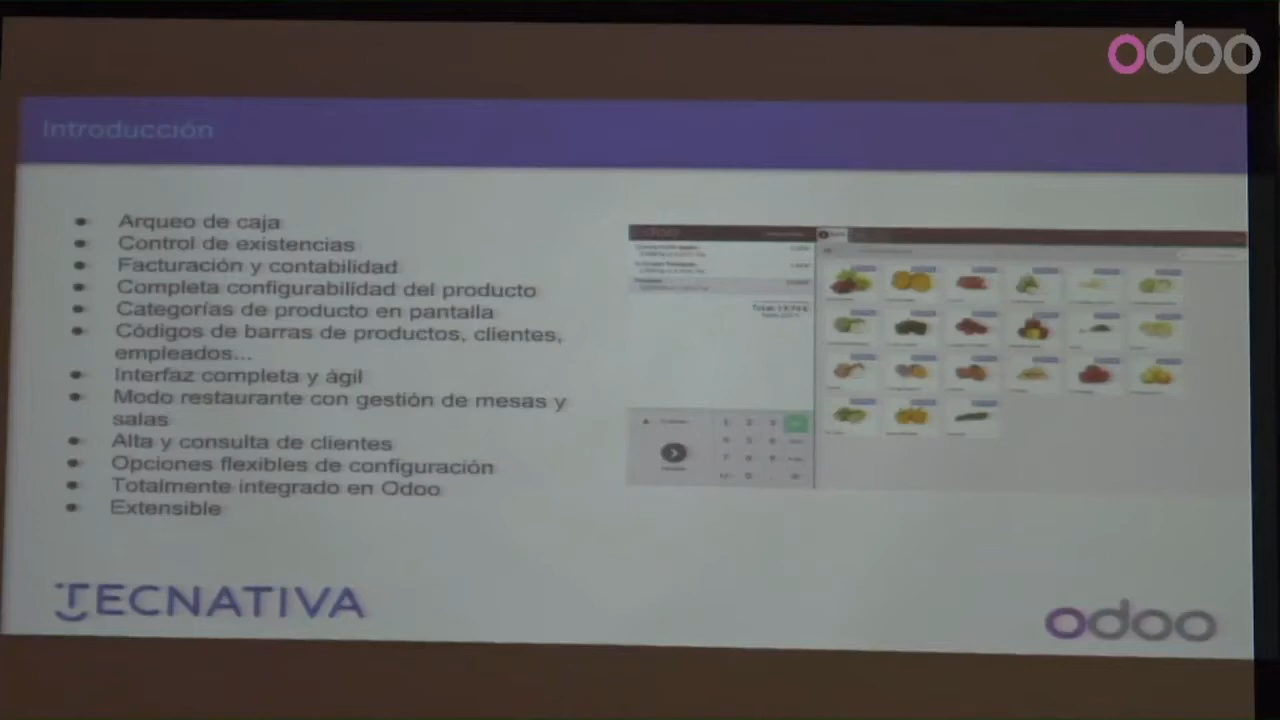 odoo
Introducción
Arqueo de caja
Control de existencias
Facturación y contabilidad
Completa configurabilidad del producto
Categorías de producto en pantalla
Códigos de barras de productos, clientes,
empleados...
Interfaz completa y ágil
Modo restaurante con gestión de mesas y
salas
Alta y consulta de clientes
Opciones flexibles de configuración
Totalmente integrado en Odoo
Extensible
odoo
TECNATIVA
odoo